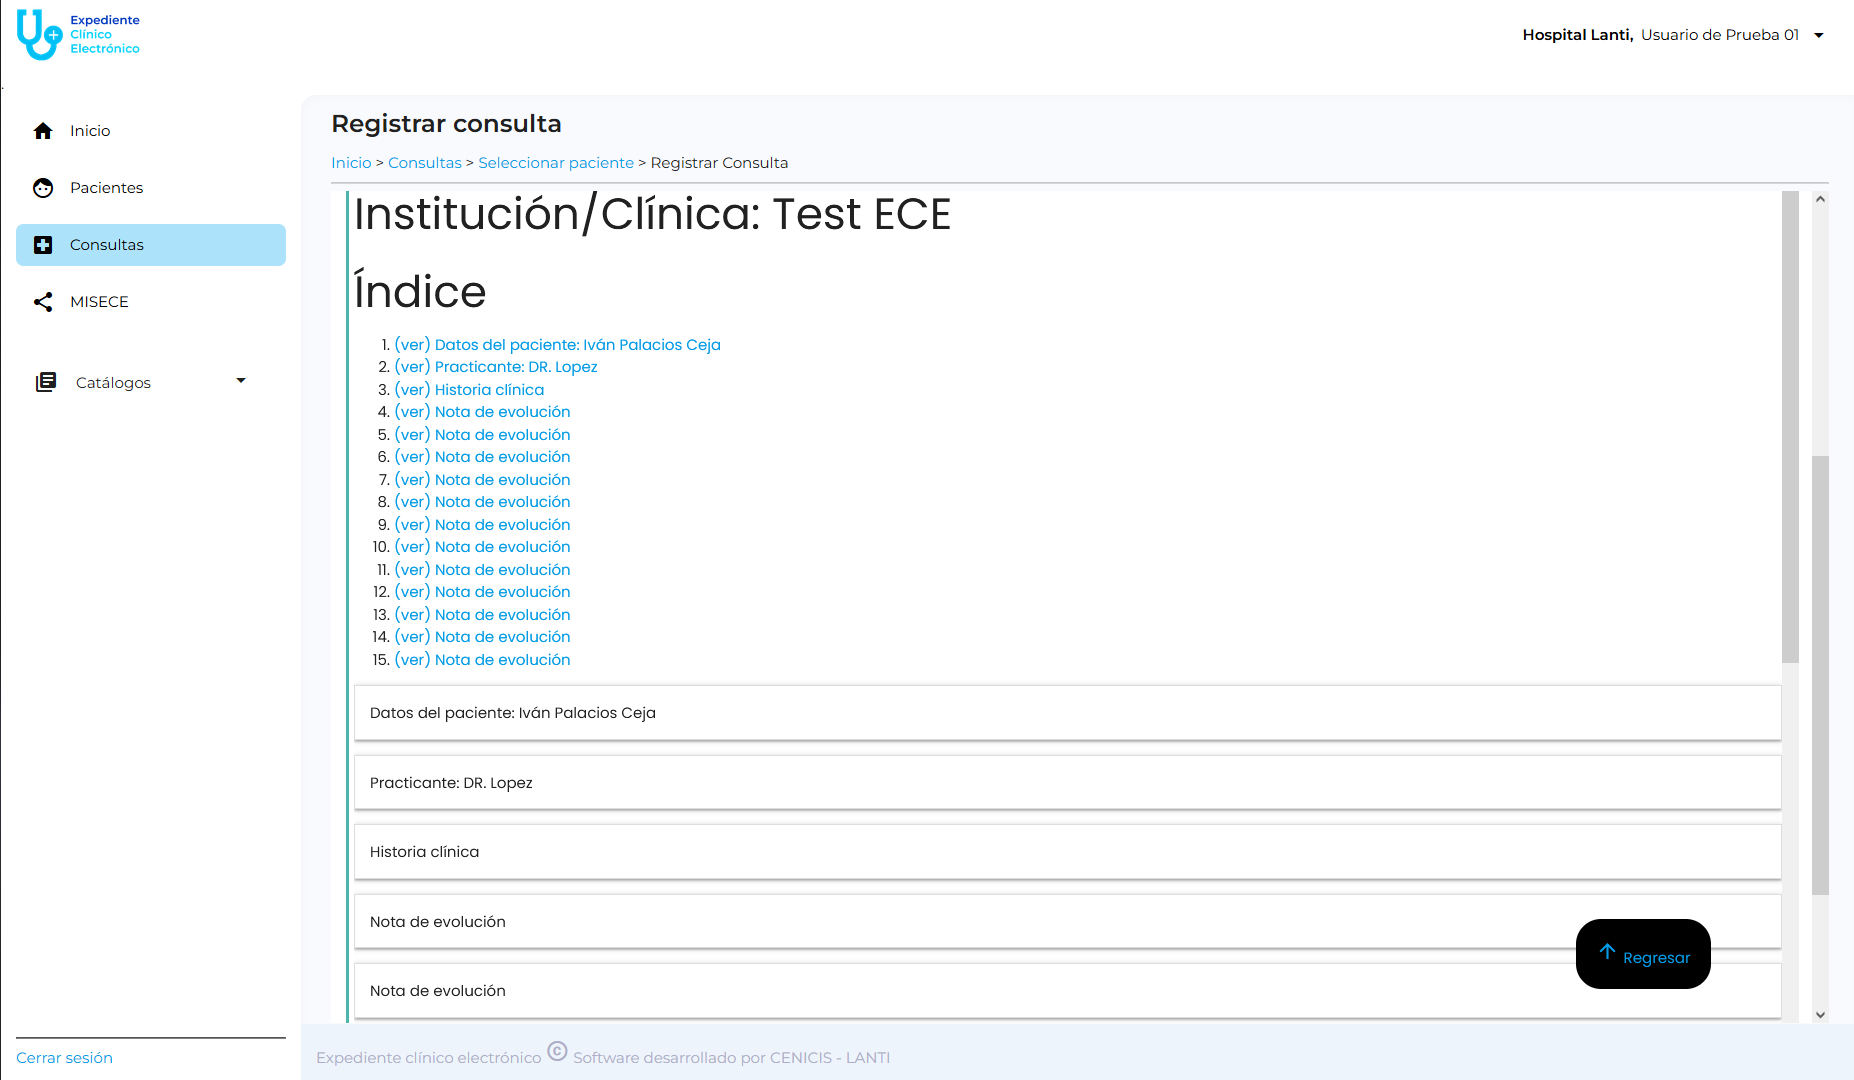 Expediente
Clínico
Electrónico
Hospital Lanti, Usuario de Prueba 01
Inicio
Pacientes
Consultas
MISECE
Catálogos
Cerrar sesión
Registrar consulta
Inicio > Consultas > Seleccionar paciente > Registrar Consulta
Institución/Clínica: Test ECE
Índice
1. (ver) Datos del paciente: Iván Palacios Ceja
2. (ver) Practicante: DR. Lopez
3. (ver) Historia clínica
4. (ver) Nota de evolución
5. (ver) Nota de evolución
6. (ver) Nota de evolución
7. (ver) Nota de evolución
8. (ver) Nota de evolución
9. (ver) Nota de evolución
10. (ver) Nota de evolución
11. (ver) Nota de evolución
12. (ver) Nota de evolución
13. (ver) Nota de evolución
14. (ver) Nota de evolución
15. (ver) Nota de evolución
Datos del paciente: Iván Palacios Ceja
Practicante: DR. Lopez
Historia clínica
Nota de evolución
Nota de evolución
Regresar
Expediente clínico electrónico © Software desarrollado por CENICIS - LANTI